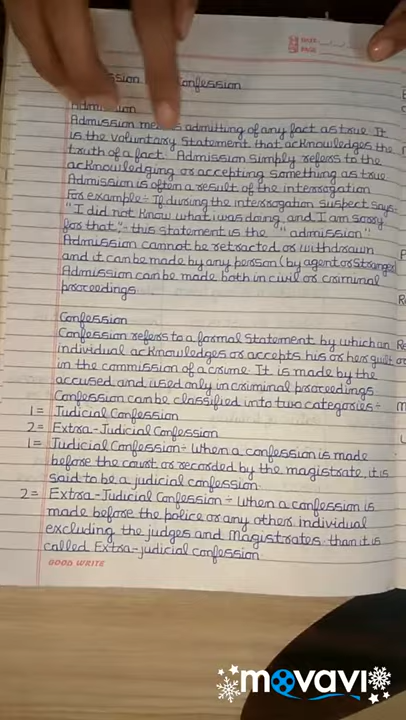 DATE
PAGE
ssion Confession
Admi ion
Admission me s admitting of any fact as true. It
is the voluntary statement that acknowledges the
truth of a fact. Admission simply refers to the
acknowledging or accepting something as true
Admission is often a result of the interrogation
for example ÷ If during the interrogation suspect says:-
"I did not know what i was doing, and I am sorry
for that." this statement is the "admission"
Admission cannot be retracted or withdrawn
and it can be made by any person (by agent or Stranger)
Admission can be made both in civil or criminal
proceedings
Confession
Confession refers to a formal statement by which an
individual acknowledges or accepts his or her guilt
in the commission of a crime. It is made by the
accused and used only in criminal proceedings
Confession can be classified into two categories ÷
1= Judicial Confession
2= Extra-Judicial Confession
1= Judicial Confession ÷ When a confession is made
before the court or recorded by the magistrate, it is
said to be a judicial confession.
2= Extra-Judicial Confession ÷ When a confession is
made before the police or any other individual
excluding the judges and Magistrates than it is
called Extra-judicial confession
GOOD WRITE
movavi